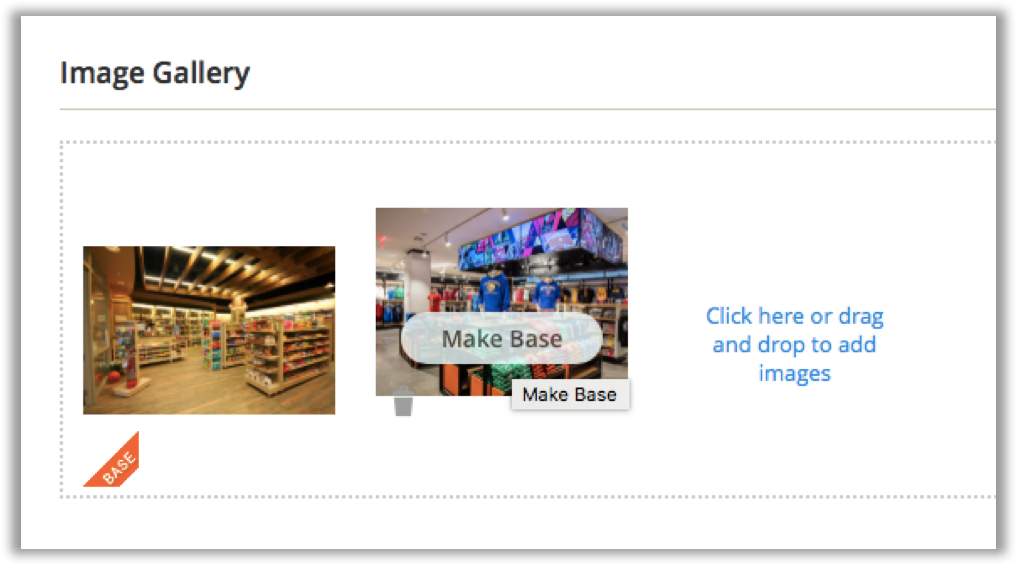 Image Gallery
Make Base
Make Base
Click here or drag
and drop to add
images
BASE